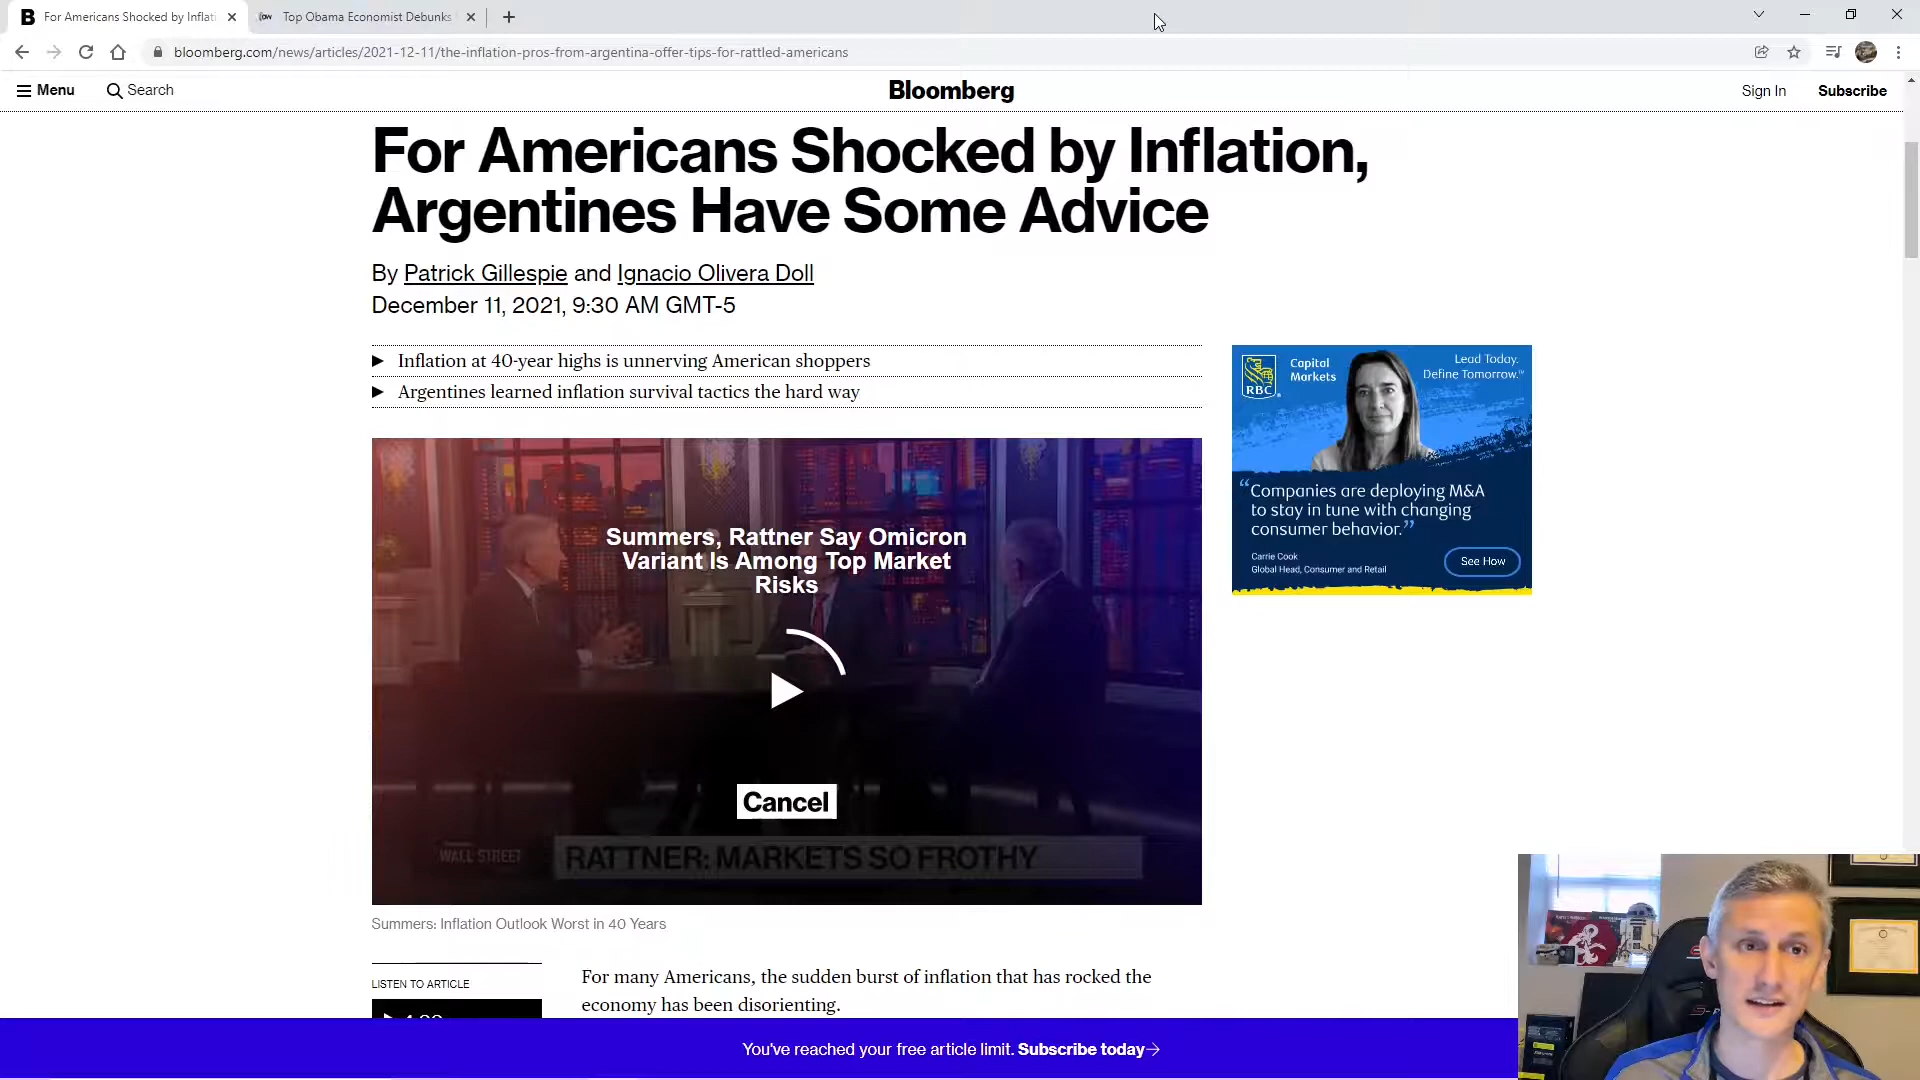 For Americans Shocked by Inflati
Top Obama Economist Debunks
bloomberg.com/news/articles/2021-12-11/the-inflation-pros-from-argentina-offer-tips-for-rattled-americans
Menu
Search
Bloomberg
Sign In
Subscribe
For Americans Shocked by Inflation,
Argentines Have Some Advice
By Patrick Gillespie and Ignacio Olivera Doll
December 11, 2021, 9:30 AM GMT-5
Inflation at 40-year highs is unnerving American shoppers
Argentines learned inflation survival tactics the hard way
RBC
Capital
Markets
Lead Today.
Define Tomorrow.™
“Companies are deploying M&A
to stay in tune with changing
consumer behavior.”
Carrie Cook
Global Head, Consumer and Retail
See How
Summers, Rattner Say Omicron
Variant Is Among Top Market
Risks
Cancel
WALL STREET
RATTNER: MARKETS SO FROTHY
Summers: Inflation Outlook Worst in 40 Years
LISTEN TO ARTICLE
For many Americans, the sudden burst of inflation that has rocked the
economy has been disorienting.
You've reached your free article limit. Subscribe today→